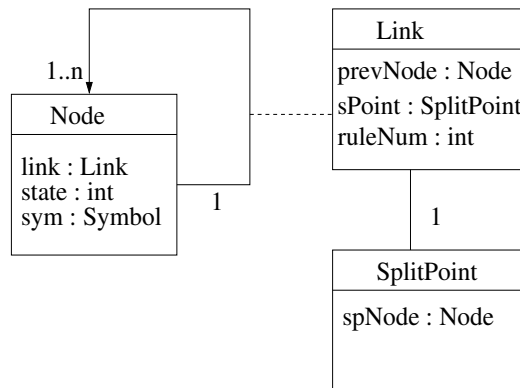 1..n
Node
link : Link
state : int
sym : Symbol
1
Link
prevNode : Node
sPoint : SplitPoint
ruleNum : int
1
SplitPoint
spNode : Node